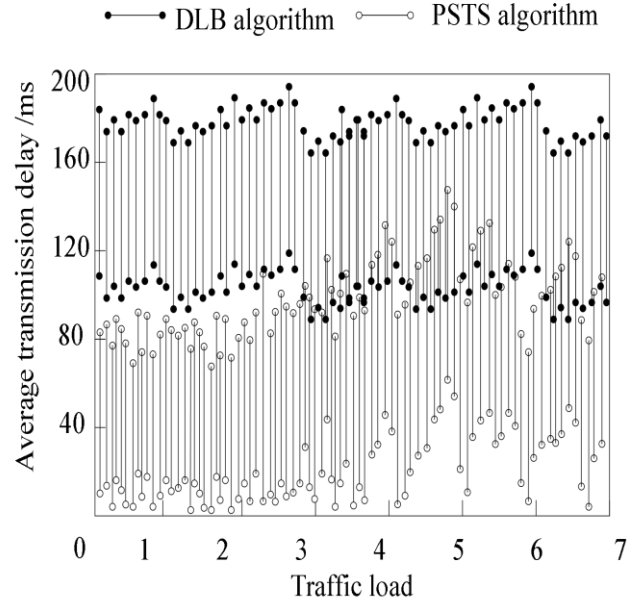 DLB algorithm PSTS algorithm
Average transmission delay /ms
200
160
120
80
40
0 1 2 3 4 5 6 7
Traffic load